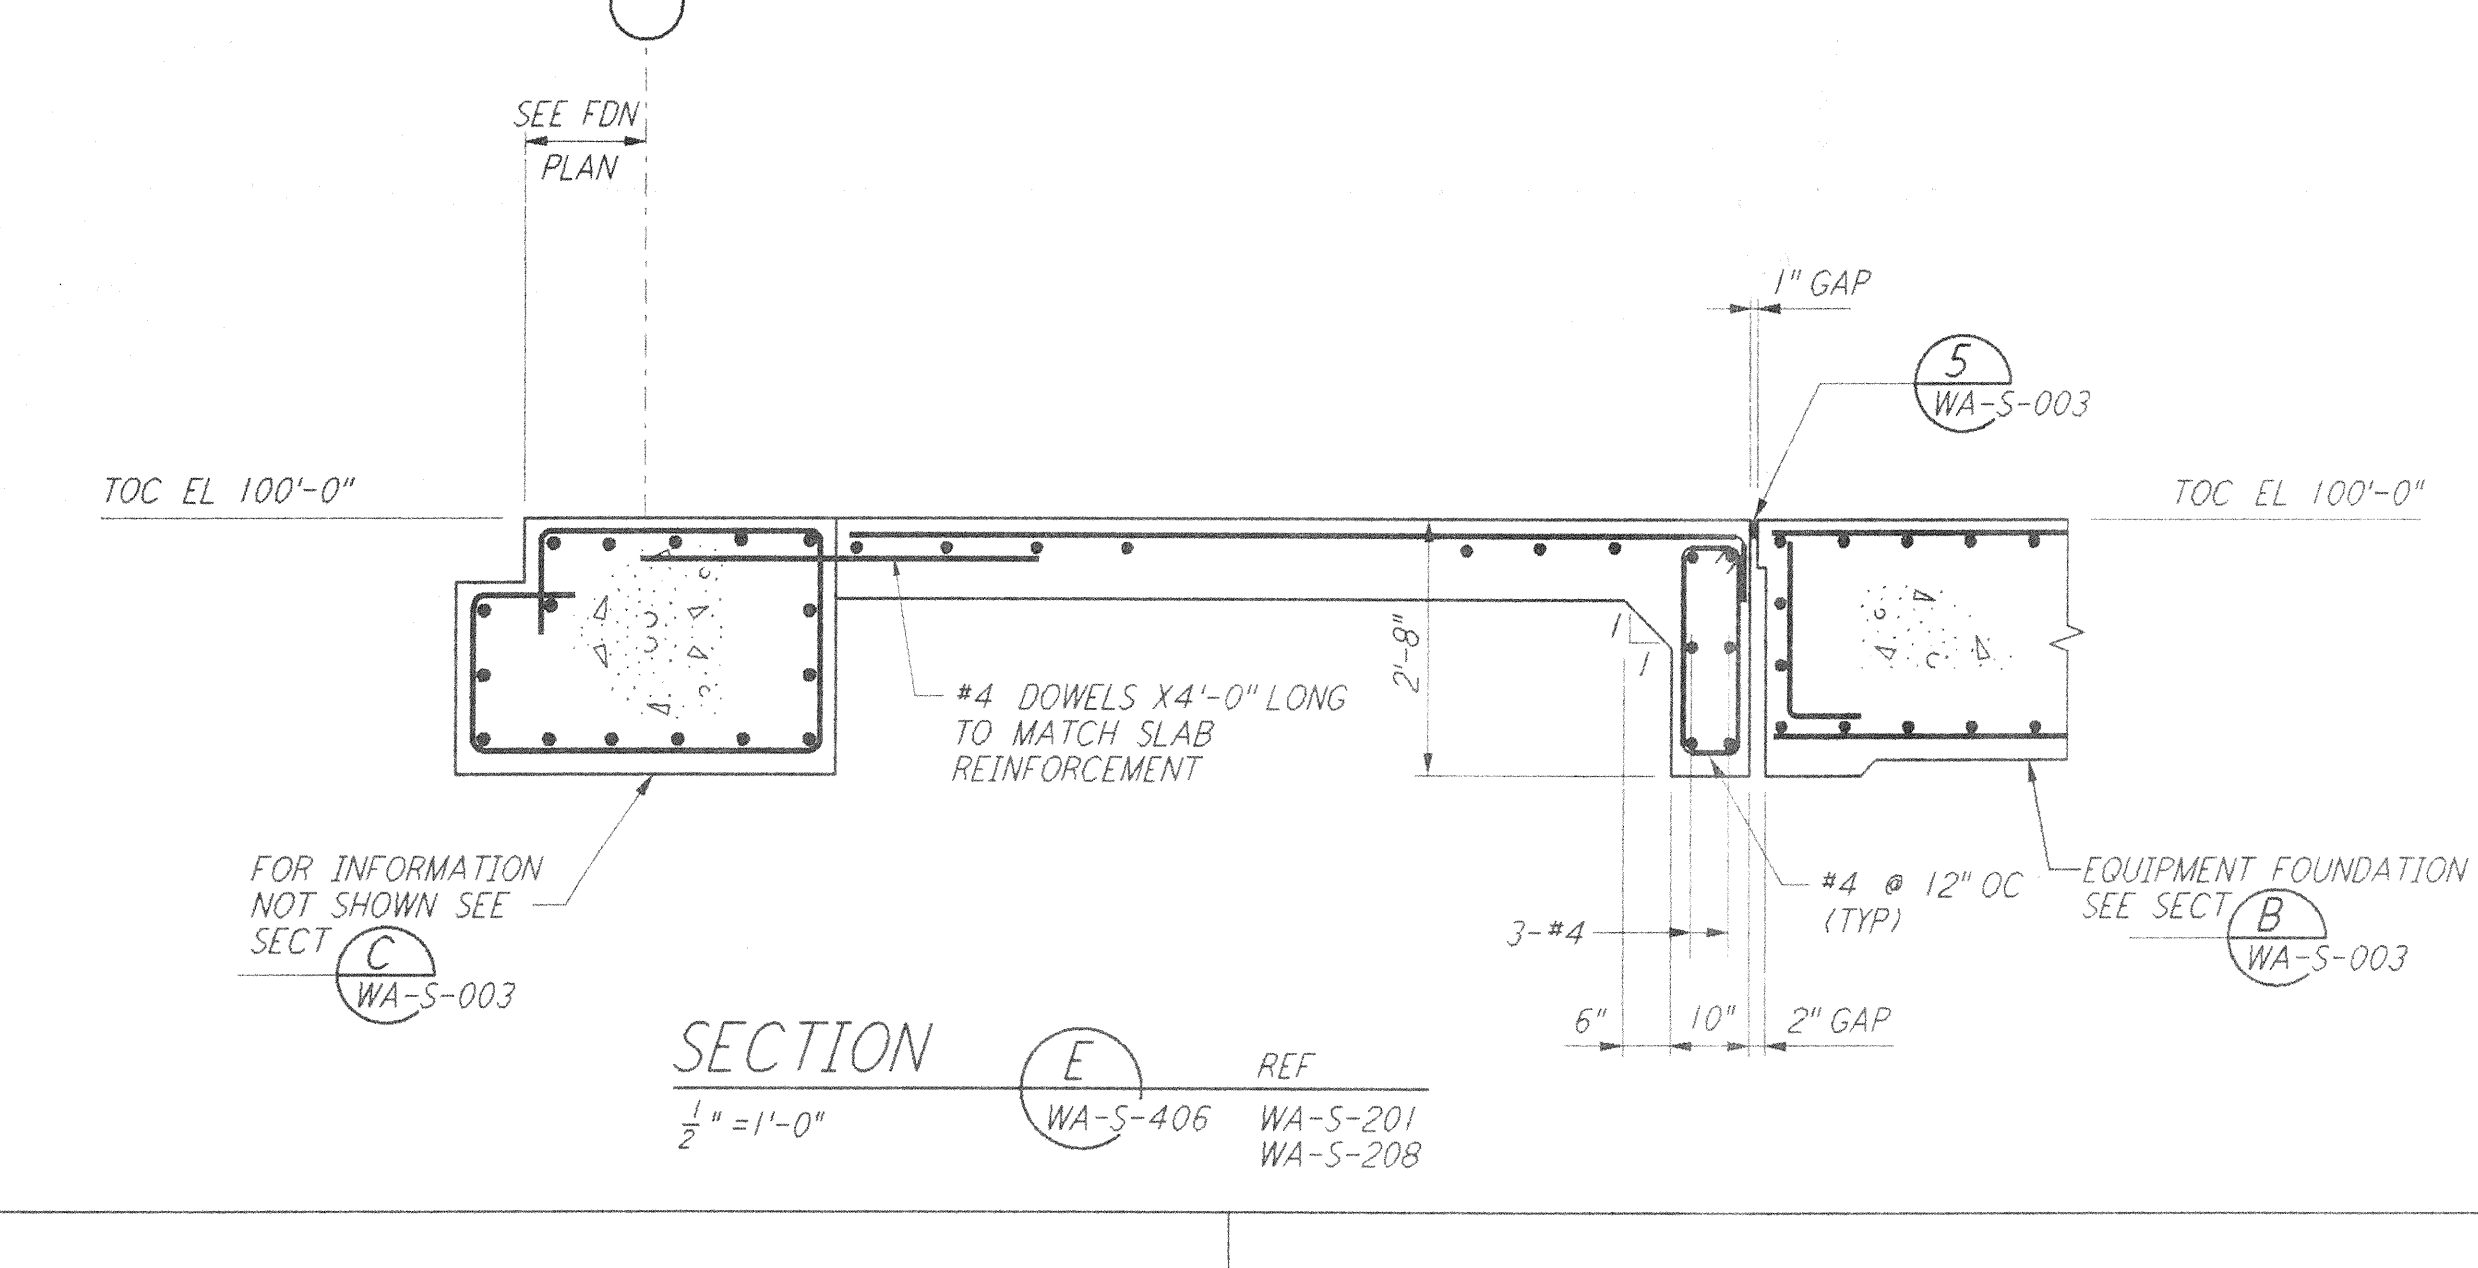 SEE FDN
PLAN
1" GAP
5
WA-S-003
TOC EL 100'-0"
TOC EL 100'-0"
1
1
2'-8"
#4 DOWELS X4'-0" LONG
TO MATCH SLAB
REINFORCEMENT
FOR INFORMATION
NOT SHOWN SEE
SECT
C
WA-S-003
#4 @ 12" OC
(TYP)
EQUIPMENT FOUNDATION
SEE SECT
B
WA-S-003
3-#4
6"
10"
2" GAP
SECTION
E
REF
1/2" =1'-0"
WA-S-406
WA-S-201
WA-S-208